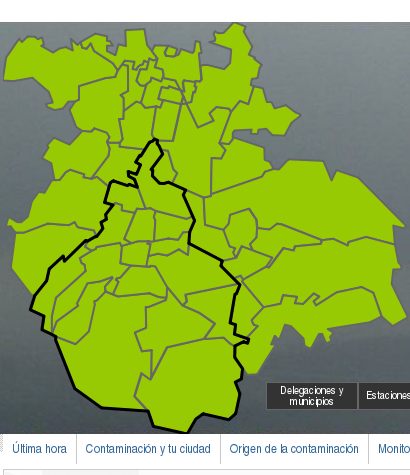 Delegaciones y
municipios
Estaciones
Última hora
Contaminación y tu ciudad
Origen de la contaminación
Monito